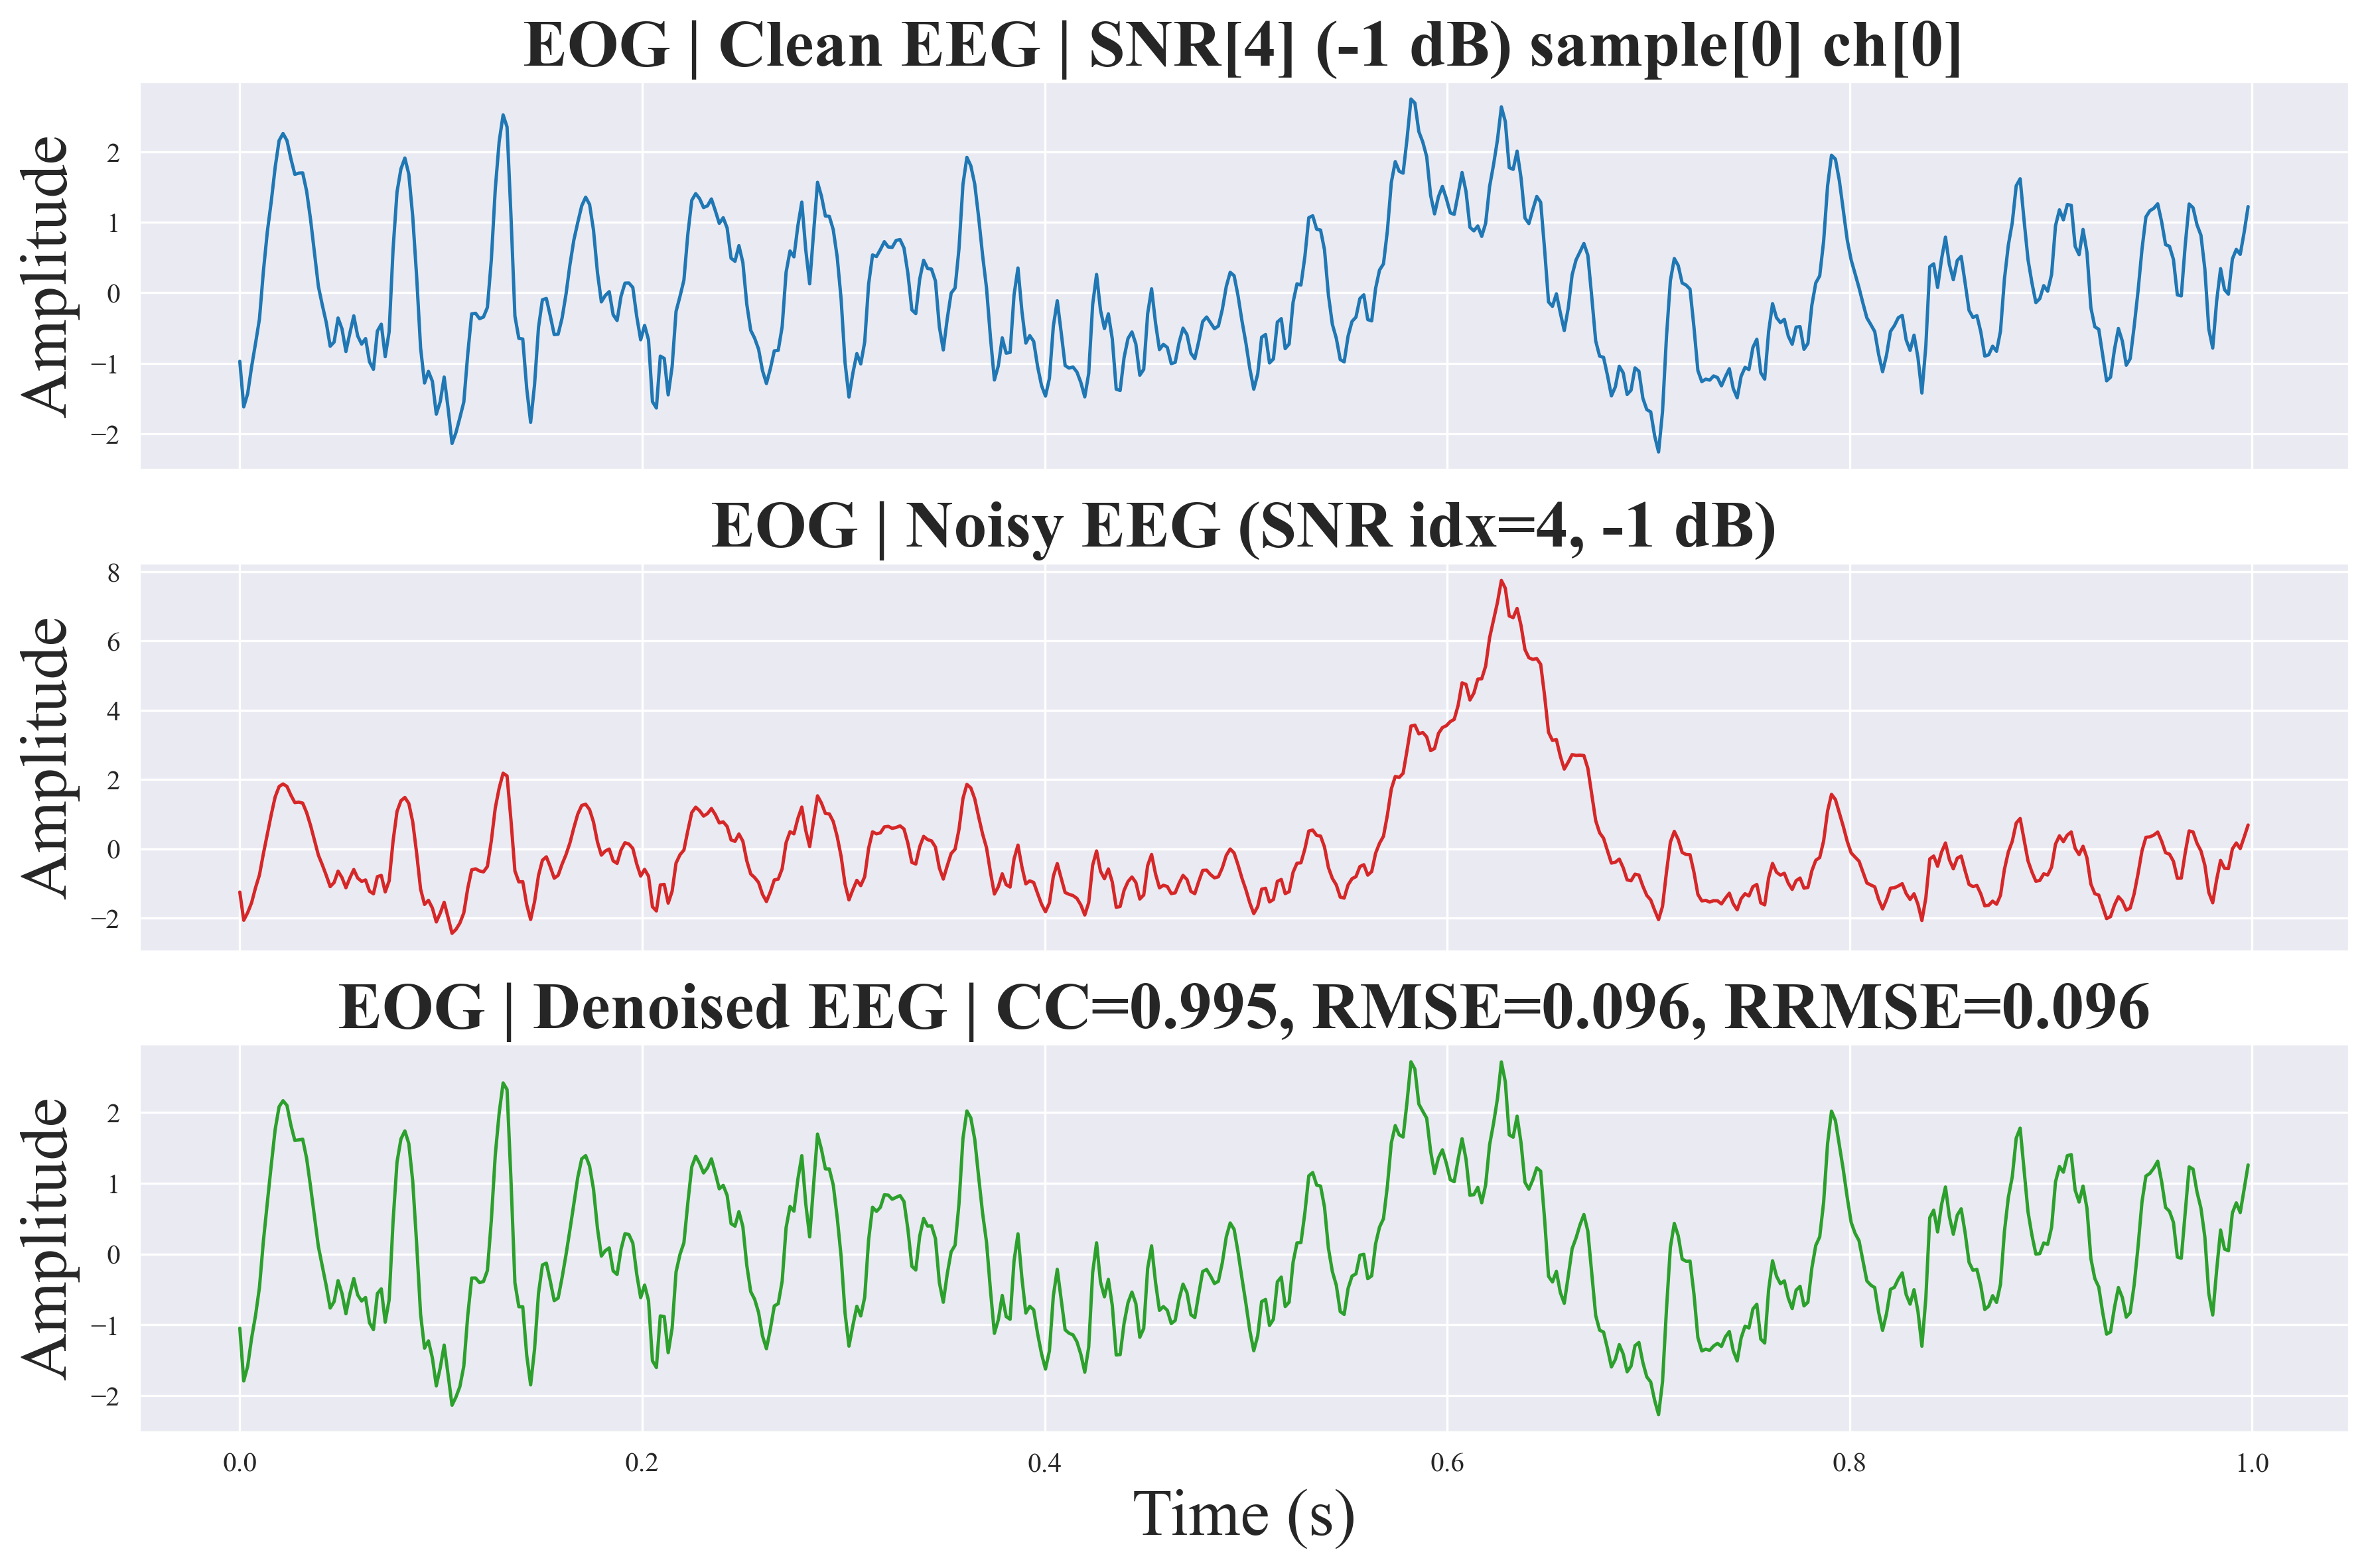 EOG | Clean EEG | SNR[4] (-1 dB) sample[0] ch[0]
Amplitude
2
1
0
−1
−2
EOG | Noisy EEG (SNR idx=4, -1 dB)
Amplitude
8
6
4
2
0
−2
EOG | Denoised EEG | CC=0.995, RMSE=0.096, RRMSE=0.096
Amplitude
2
1
0
−1
−2
0.0 0.2 0.4 0.6 0.8 1.0
Time (s)